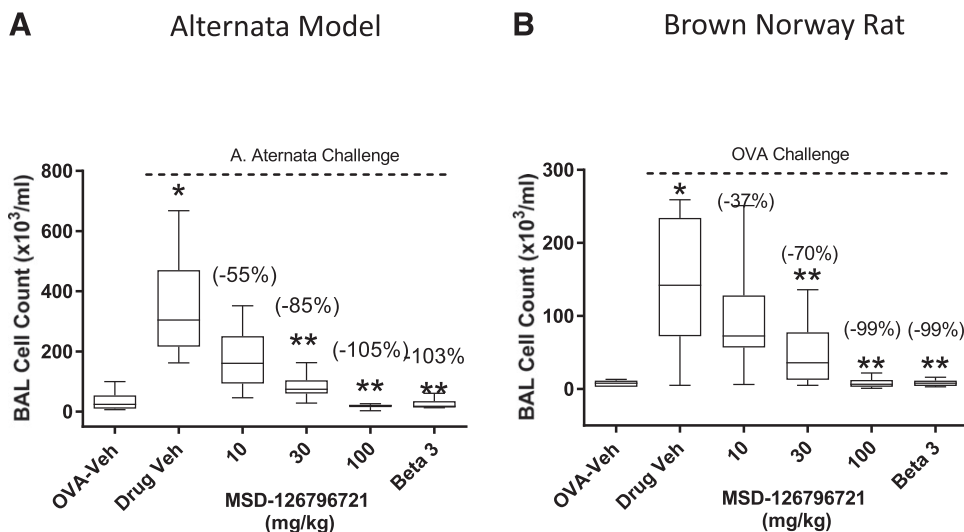 A Alternata Model
A. Aternata Challenge
BAL Cell Count (x10³/ml)
800
600
400
200
0
*
(-55%)
(-85%)
**
(-105%)
**
-103%
**
OVA-Veh
Drug Veh
10
30
100
Beta 3
MSD-126796721
(mg/kg)
B Brown Norway Rat
OVA Challenge
BAL Cell Count (x10³/ml)
300
200
100
0
*
(-37%)
(-70%)
**
(-99%)
**
(-99%)
**
OVA-Veh
Drug Veh
10
30
100
Beta 3
MSD-126796721
(mg/kg)